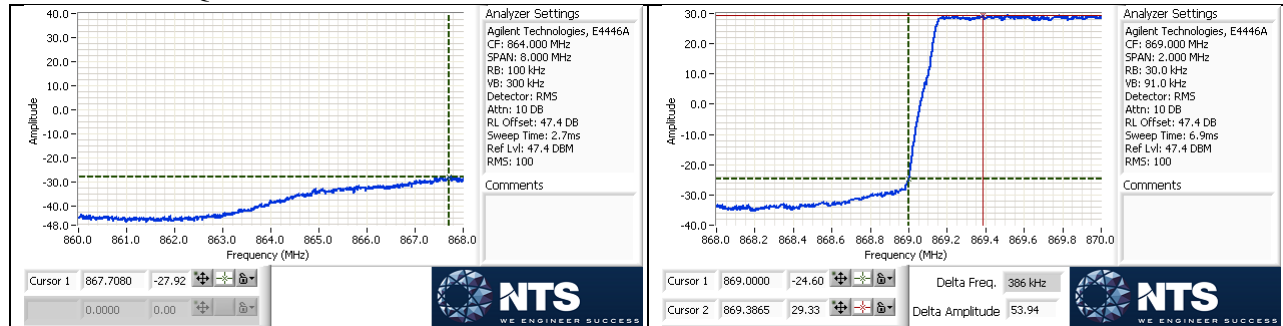 40.0
30.0
20.0
10.0
0.0
-10.0
-20.0
-30.0
-40.0
-48.0
Amplitude
860.0 861.0 862.0 863.0 864.0 865.0 866.0 867.0 868.0
Frequency (MHz)
Analyzer Settings
Agilent Technologies, E4446A
CF: 864.000 MHz
SPAN: 8.000 MHz
RB: 100 kHz
VB: 300 kHz
Detector: RMS
Attn: 10 DB
RL Offset: 47.4 DB
Sweep Time: 2.7ms
Ref Lvl: 47.4 DBM
RMS: 100
Comments
Cursor 1 867.7080 -27.92
0.0000 0.00
NTS
WE ENGINEER SUCCESS
30.0
20.0
10.0
0.0
-10.0
-20.0
-30.0
-40.0
Amplitude
868.0 868.2 868.4 868.6 868.8 869.0 869.2 869.4 869.6 869.8 870.0
Frequency (MHz)
Analyzer Settings
Agilent Technologies, E4446A
CF: 869.000 MHz
SPAN: 2.000 MHz
RB: 30.0 kHz
VB: 91.0 kHz
Detector: RMS
Attn: 10 DB
RL Offset: 47.4 DB
Sweep Time: 6.9ms
Ref Lvl: 47.4 DBM
RMS: 100
Comments
Cursor 1 869.0000 -24.60
Cursor 2 869.3865 29.33
Delta Freq. 386 kHz
Delta Amplitude 53.94
NTS
WE ENGINEER SUCCESS